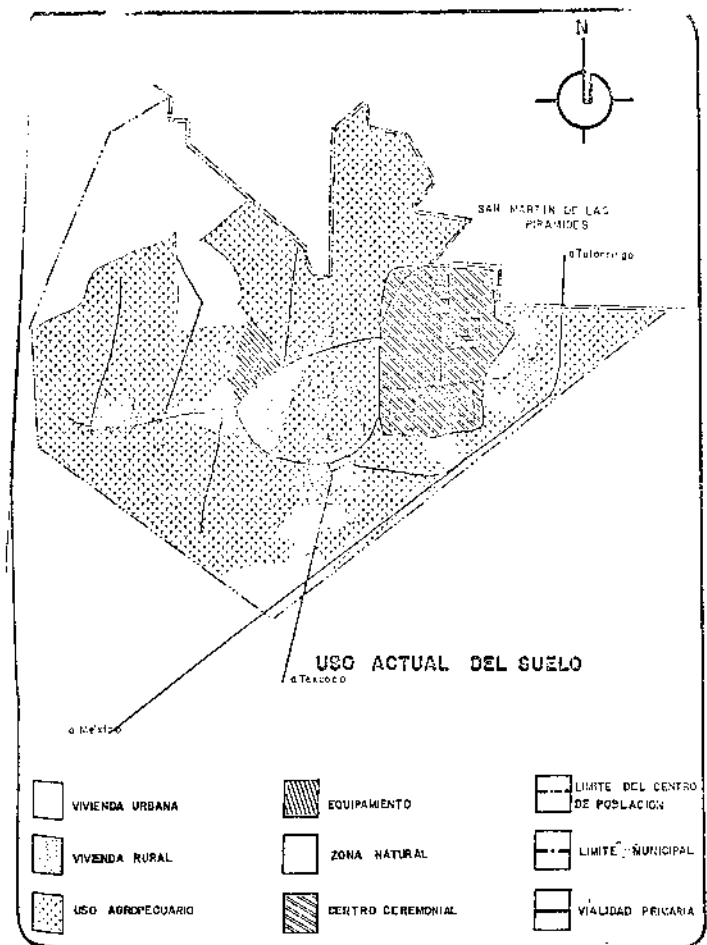 N
SAN MARTIN DE LAS
PIRAMIDES
a Tulancingo
USO ACTUAL DEL SUELO
a Texcoco
a México
VIVIENDA URBANA
EQUIPAMIENTO
LIMITE DEL CENTRO
DE POBLACION
VIVIENDA RURAL
ZONA NATURAL
LIMITE MUNICIPAL
USO AGROPECUARIO
CENTRO CEREMONIAL
VIALIDAD PRIMARIA